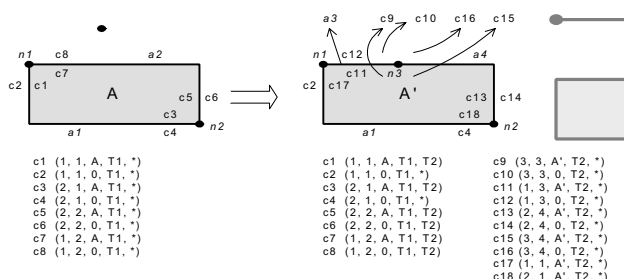 a3 c9 c10 c16 c15
n1 c8 a2
c7
c2 c1 A c5 c6
c3
a1 c4 n2
n1 c12 a4
c11 n3
c2 c17 A' c13 c14
c18
a1 c4 n2
c1 (1, 1, A, T1, *)
c2 (1, 1, 0, T1, *)
c3 (2, 1, A, T1, *)
c4 (2, 1, 0, T1, *)
c5 (2, 2, A, T1, *)
c6 (2, 2, 0, T1, *)
c7 (1, 2, A, T1, *)
c8 (1, 2, 0, T1, *)
c1 (1, 1, A, T1, T2)
c2 (1, 1, 0, T1, *)
c3 (2, 1, A, T1, T2)
c4 (2, 1, 0, T1, *)
c5 (2, 2, A, T1, T2)
c6 (2, 2, 0, T1, T2)
c7 (1, 2, A, T1, T2)
c8 (1, 2, 0, T1, T2)
c9 (3, 3, A', T2, *)
c10 (3, 3, 0, T2, *)
c11 (1, 3, A', T2, *)
c12 (1, 3, 0, T2, *)
c13 (2, 4, A', T2, *)
c14 (2, 4, 0, T2, *)
c15 (3, 4, A', T2, *)
c16 (3, 4, 0, T2, *)
c17 (1, 1, A', T2, *)
c18 (2, 1, A', T2, *)